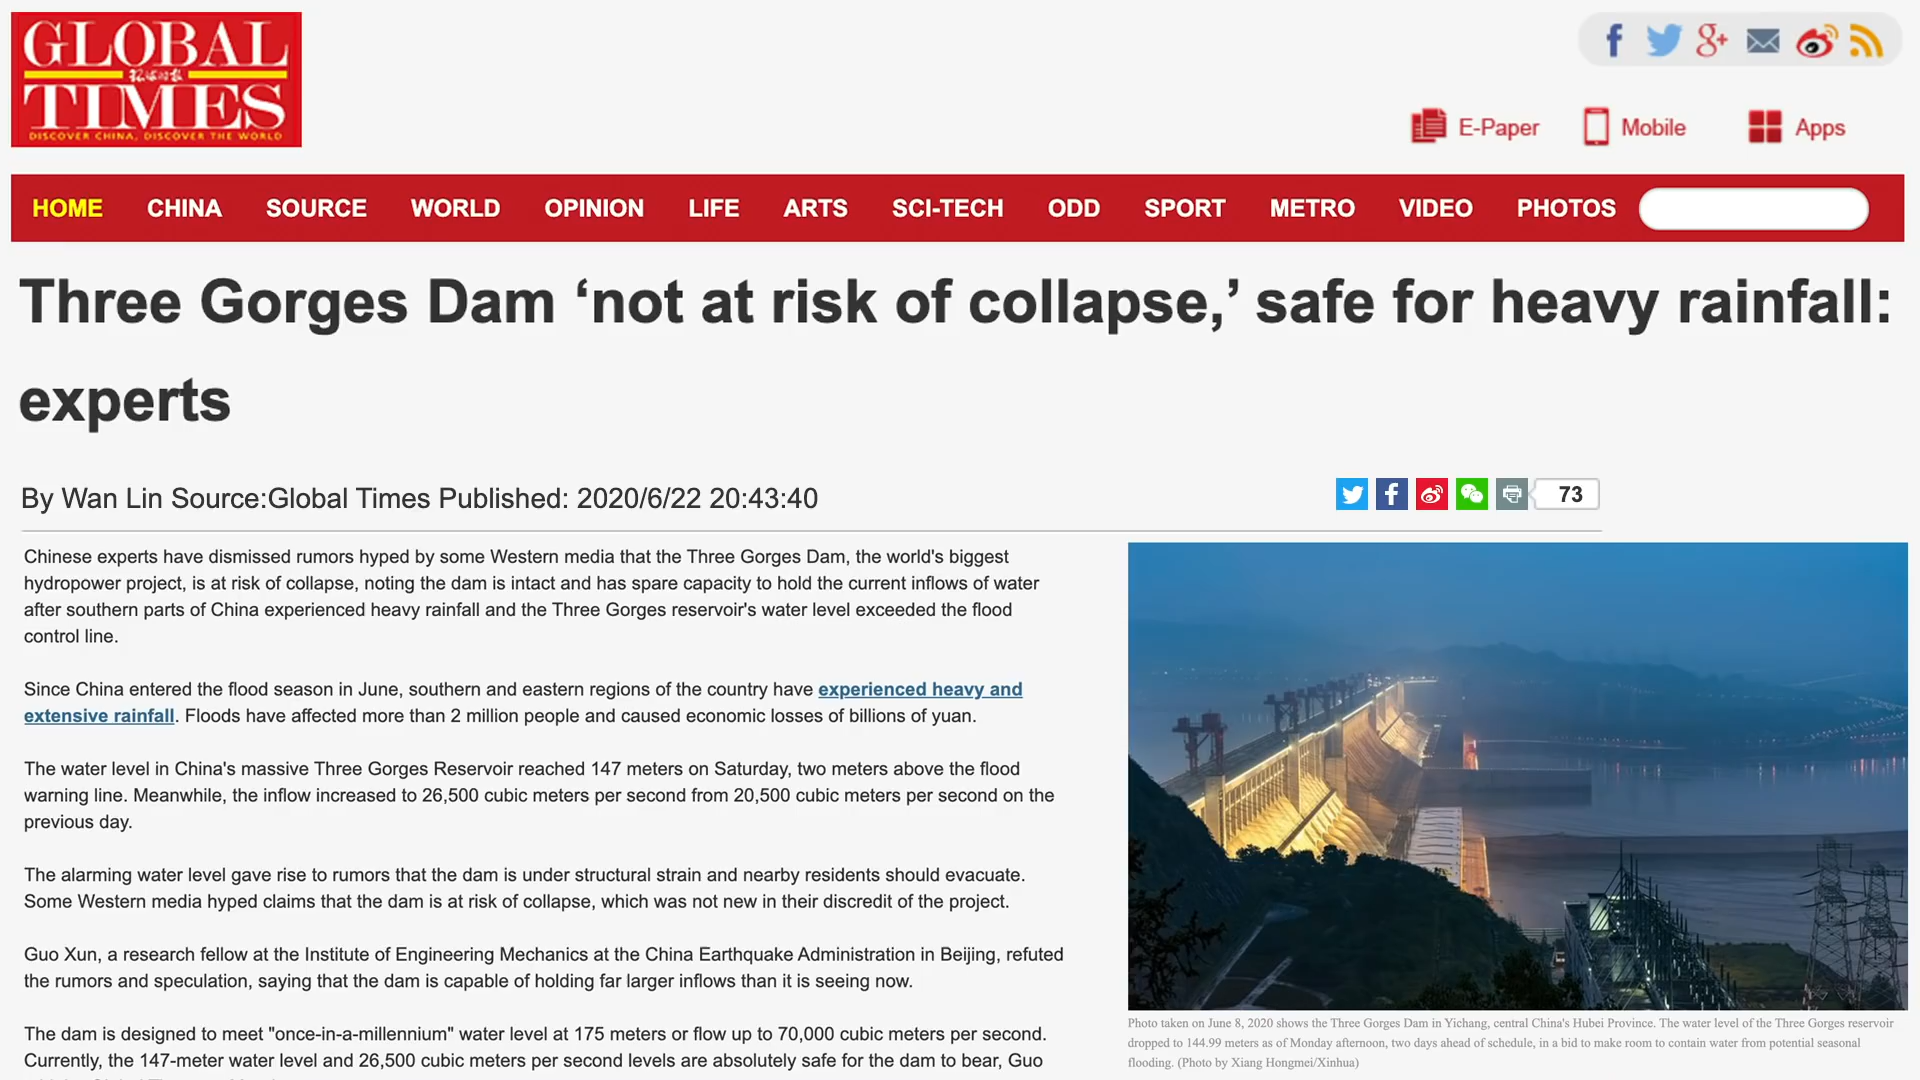 GLOBAL
环球时报
TIMES
DISCOVER CHINA, DISCOVER THE WORLD
E-Paper
Mobile
Apps
HOME CHINA SOURCE WORLD OPINION LIFE ARTS SCI-TECH ODD SPORT METRO VIDEO PHOTOS
Three Gorges Dam ‘not at risk of collapse,’ safe for heavy rainfall:
experts
By Wan Lin Source:Global Times Published: 2020/6/22 20:43:40
73
Chinese experts have dismissed rumors hyped by some Western media that the Three Gorges Dam, the world's biggest
hydropower project, is at risk of collapse, noting the dam is intact and has spare capacity to hold the current inflows of water
after southern parts of China experienced heavy rainfall and the Three Gorges reservoir's water level exceeded the flood
control line.
Since China entered the flood season in June, southern and eastern regions of the country have experienced heavy and
extensive rainfall. Floods have affected more than 2 million people and caused economic losses of billions of yuan.
The water level in China's massive Three Gorges Reservoir reached 147 meters on Saturday, two meters above the flood
warning line. Meanwhile, the inflow increased to 26,500 cubic meters per second from 20,500 cubic meters per second on the
previous day.
The alarming water level gave rise to rumors that the dam is under structural strain and nearby residents should evacuate.
Some Western media hyped claims that the dam is at risk of collapse, which was not new in their discredit of the project.
Guo Xun, a research fellow at the Institute of Engineering Mechanics at the China Earthquake Administration in Beijing, refuted
the rumors and speculation, saying that the dam is capable of holding far larger inflows than it is seeing now.
The dam is designed to meet "once-in-a-millennium" water level at 175 meters or flow up to 70,000 cubic meters per second.
Currently, the 147-meter water level and 26,500 cubic meters per second levels are absolutely safe for the dam to bear, Guo
Photo taken on June 8, 2020 shows the Three Gorges Dam in Yichang, central China's Hubei Province. The water level of the Three Gorges reservoir
dropped to 144.99 meters as of Monday afternoon, two days ahead of schedule, in a bid to make room to contain water from potential seasonal
flooding. (Photo by Xiang Hongmei/Xinhua)